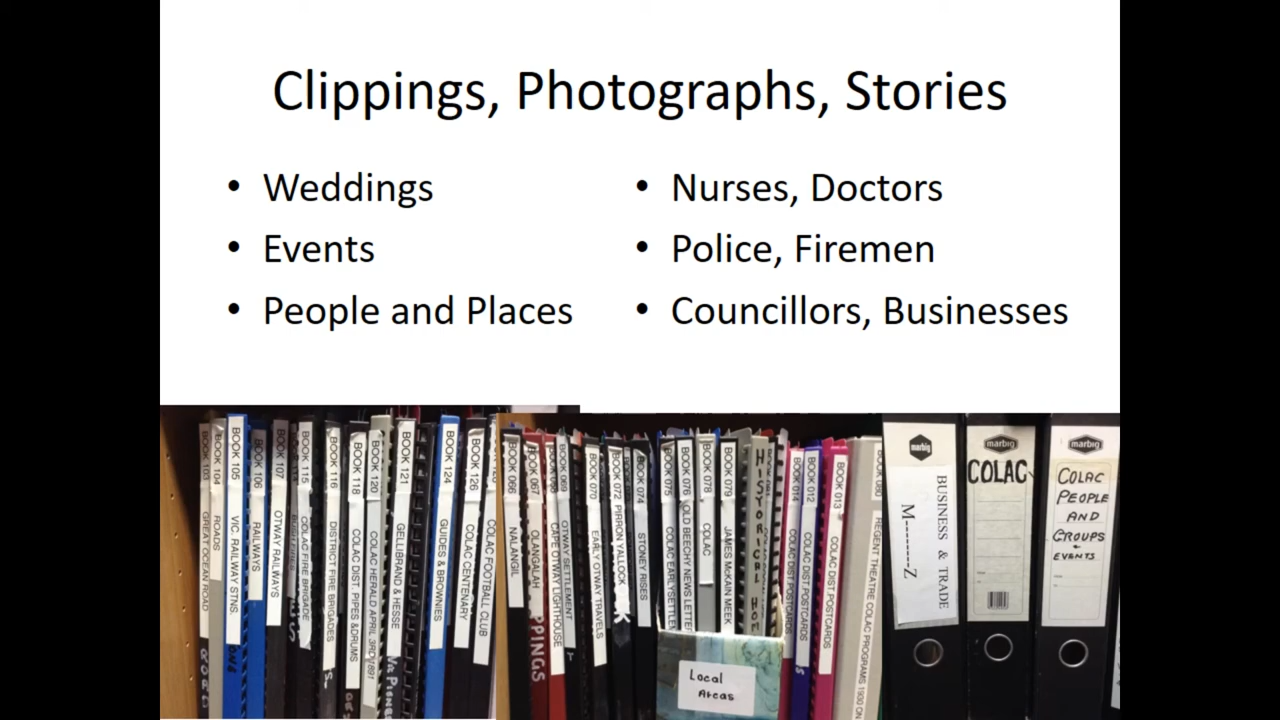 Clippings, Photographs, Stories
• Weddings
• Events
• People and Places
• Nurses, Doctors
• Police, Firemen
• Councillors, Businesses
BOOK 103 GREAT OCEAN ROAD
BOOK 104 ROADS
BOOK 105 VIC. RAILWAY STNS.
BOOK 106 RAILWAYS
BOOK 107 OTWAY RAILWAYS
BOOK 115 COLAC FIRE BRIGADE
BOOK 116 DISTRICT FIRE BRIGADES
BOOK 118 COLAC DIST. PIPES &DRUMS
BOOK 120 COLAC HERALD APRIL 3RD 1891
BOOK 121 GELLIBRAND & HESSE
BOOK 124 GUIDES & BROWNIES
BOOK 126 COLAC CENTENARY
COLAC FOOTBALL CLUB
BOOK 066 NALANGIL
BOOK 067 OLANGALAH
PPINGS
CAPE OTWAY LIGHTHOUSE
BOOK 069 OTWAY SETTLEMENT
BOOK 070 EARLY OTWAY TRAVELS
BOOK 072 PIRRON YALLOCK
BOOK 074 STONEY RISES
BOOK 075 COLAC EARLY SETTLER
BOOK 076 OLD BEECHY NEWS LETTER
BOOK 078 COLAC
BOOK 079 JAMES McKAIN MEEK
HISTORICAL
Local
Areas
BOOK 014 COLAC DIST.POSTCARDS
BOOK 012 COLAC DIST.POSTCARDS
BOOK 013 COLAC DIST.POSTCARDS
REGENT THEATRE COLAC PROGRAMS 1930 ON
marbig
BUSINESS & TRADE
M---------Z
marbig
COLAC
marbig
COLAC
PEOPLE
AND
GROUPS
+
EVENTS